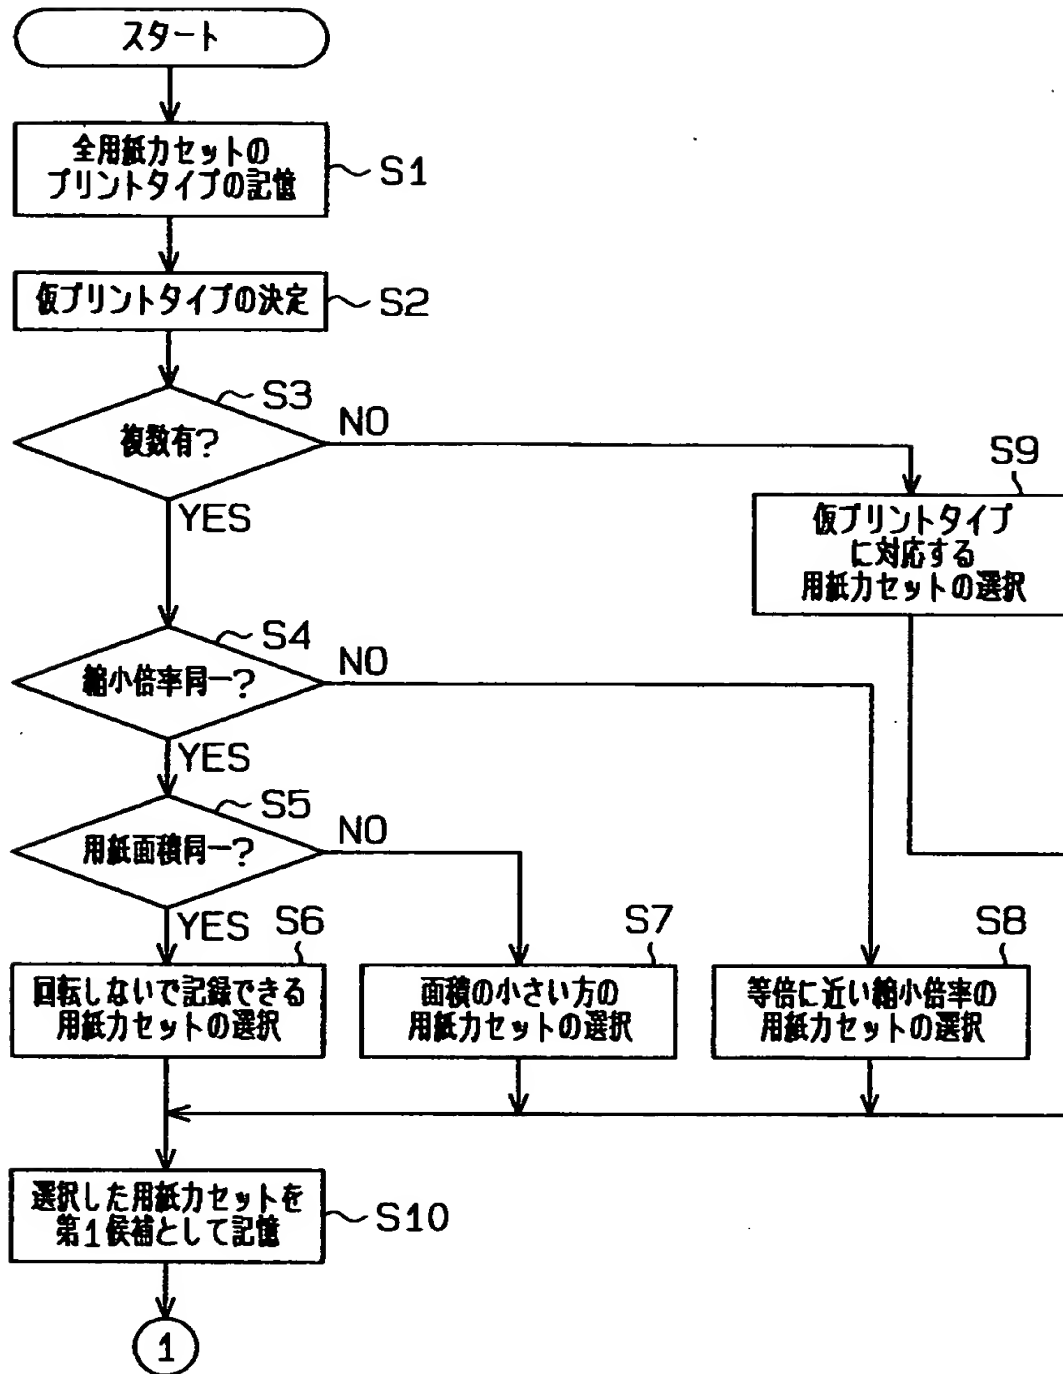 スタート
全用紙カセットの
プリントタイプの記憶
S1
仮プリントタイプの決定
S2
S3
複数有?
NO
YES
S9
仮プリントタイプ
に対応する
用紙カセットの選択
S4
縮小倍率同一?
NO
YES
S5
用紙面積同一?
NO
YES
S6
回転しないで記録できる
用紙カセットの選択
S7
面積の小さい方の
用紙カセットの選択
S8
等倍に近い縮小倍率の
用紙カセットの選択
選択した用紙カセットを
第1候補として記憶
S10
1